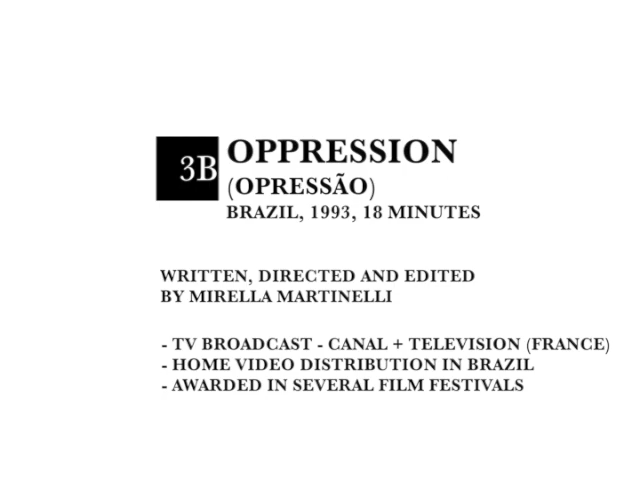 3B
OPPRESSION
(OPRESSÃO)
BRAZIL, 1993, 18 MINUTES
WRITTEN, DIRECTED AND EDITED
BY MIRELLA MARTINELLI
- TV BROADCAST - CANAL + TELEVISION (FRANCE)
- HOME VIDEO DISTRIBUTION IN BRAZIL
- AWARDED IN SEVERAL FILM FESTIVALS